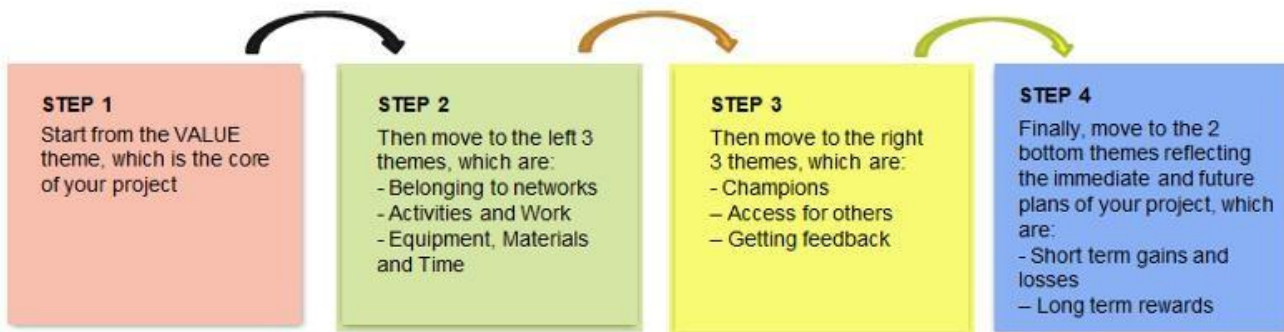 STEP 1
Start from the VALUE
theme, which is the core
of your project
STEP 2
Then move to the left 3
themes, which are:
- Belonging to networks
- Activities and Work
- Equipment, Materials
and Time
STEP 3
Then move to the right
3 themes, which are:
- Champions
– Access for others
– Getting feedback
STEP 4
Finally, move to the 2
bottom themes reflecting
the immediate and future
plans of your project, which
are:
- Short term gains and
losses
– Long term rewards